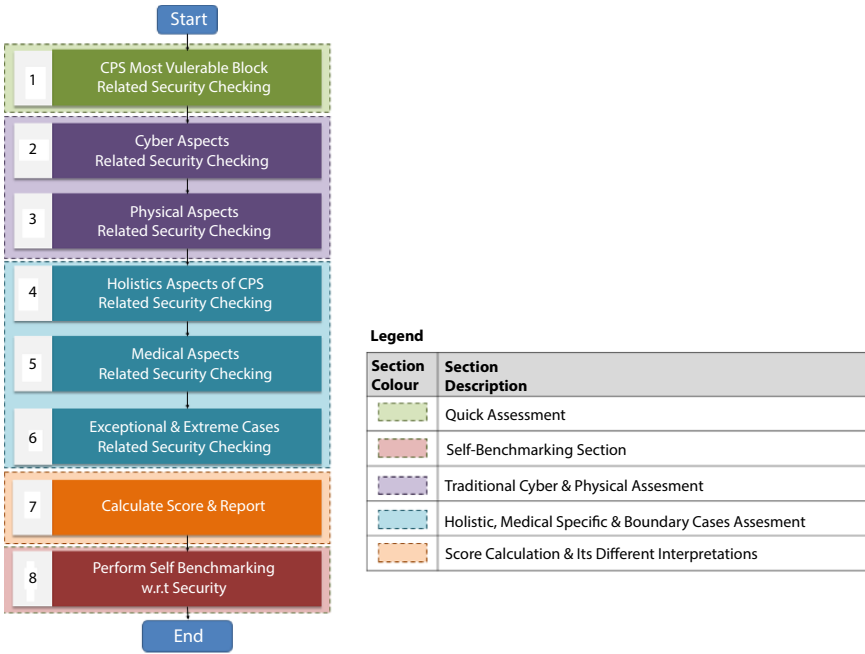 Start
1
CPS Most Vulerable Block
Related Security Checking
2
Cyber Aspects
Related Security Checking
3
Physical Aspects
Related Security Checking
4
Holistics Aspects of CPS
Related Security Checking
5
Medical Aspects
Related Security Checking
6
Exceptional & Extreme Cases
Related Security Checking
7
Calculate Score & Report
8
Perform Self Benchmarking
w.r.t Security
End
Legend
Section Colour
Section Description
Quick Assessment
Self-Benchmarking Section
Traditional Cyber & Physical Assesment
Holistic, Medical Specific & Boundary Cases Assesment
Score Calculation & Its Different Interpretations